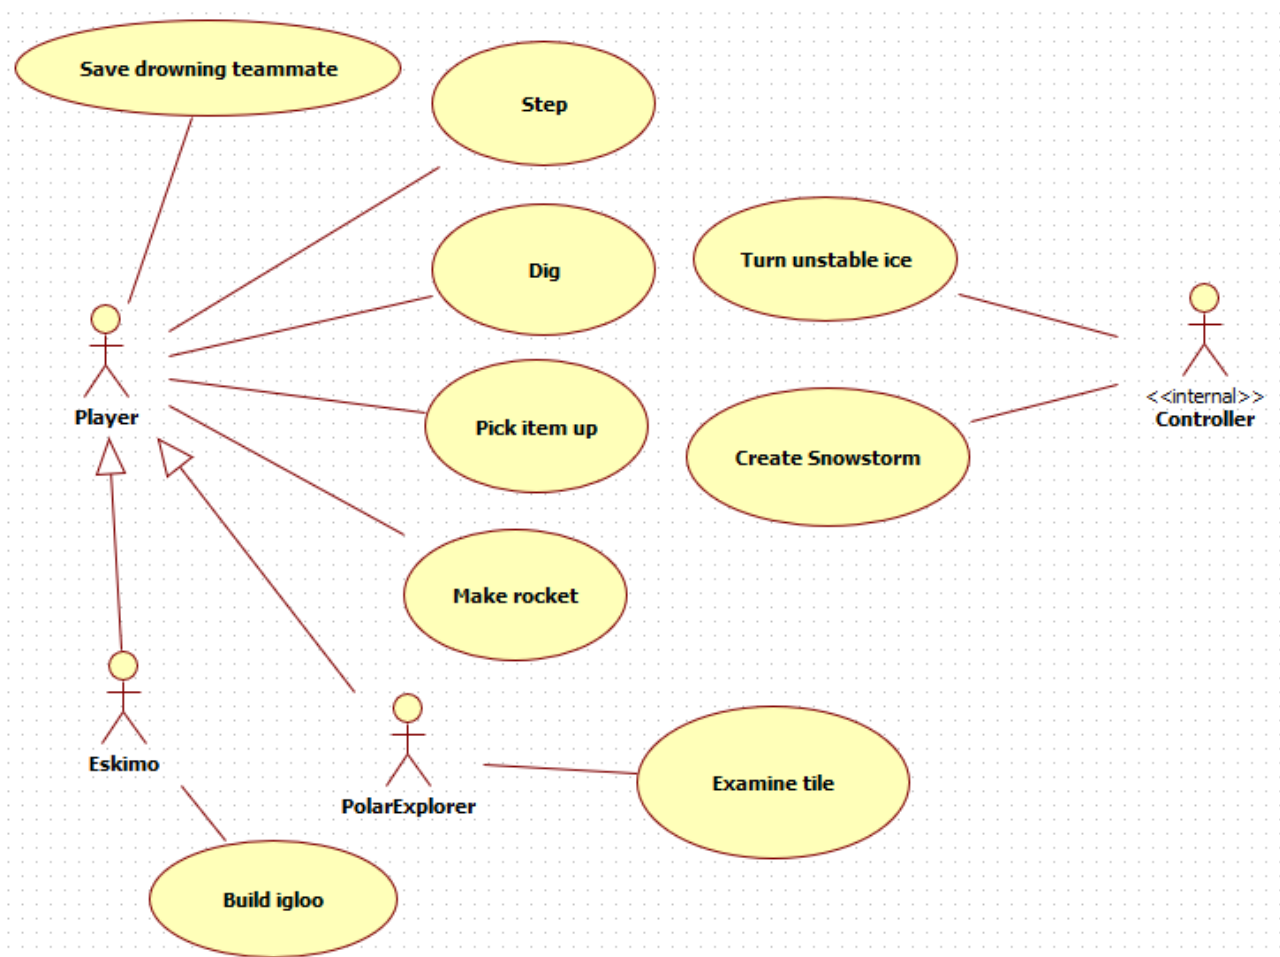 Save drowning teammate
Step
Dig
Turn unstable ice
Player
<<internal>>
Controller
Pick item up
Create Snowstorm
Make rocket
Eskimo
PolarExplorer
Examine tile
Build igloo